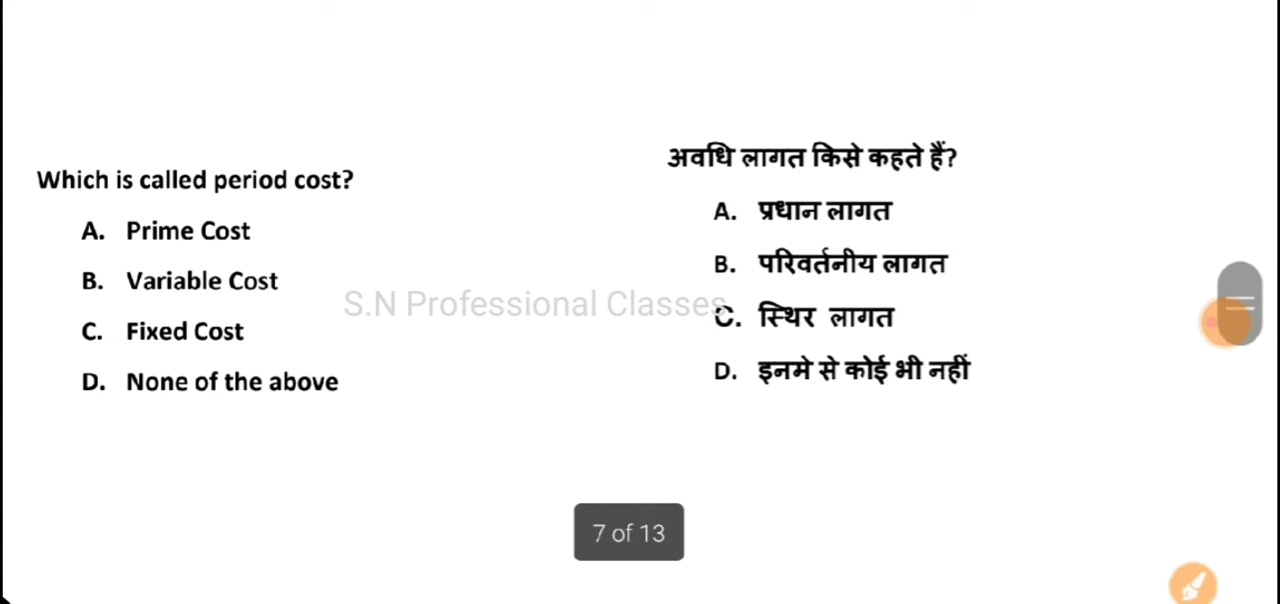 Which is called period cost?
A. Prime Cost
B. Variable Cost
C. Fixed Cost
D. None of the above
अवधि लागत किसे कहते हैं?
A. प्रधान लागत
B. परिवर्तनीय लागत
C. स्थिर लागत
D. इनमे से कोई भी नहीं
S.N Professional Classes
7 of 13